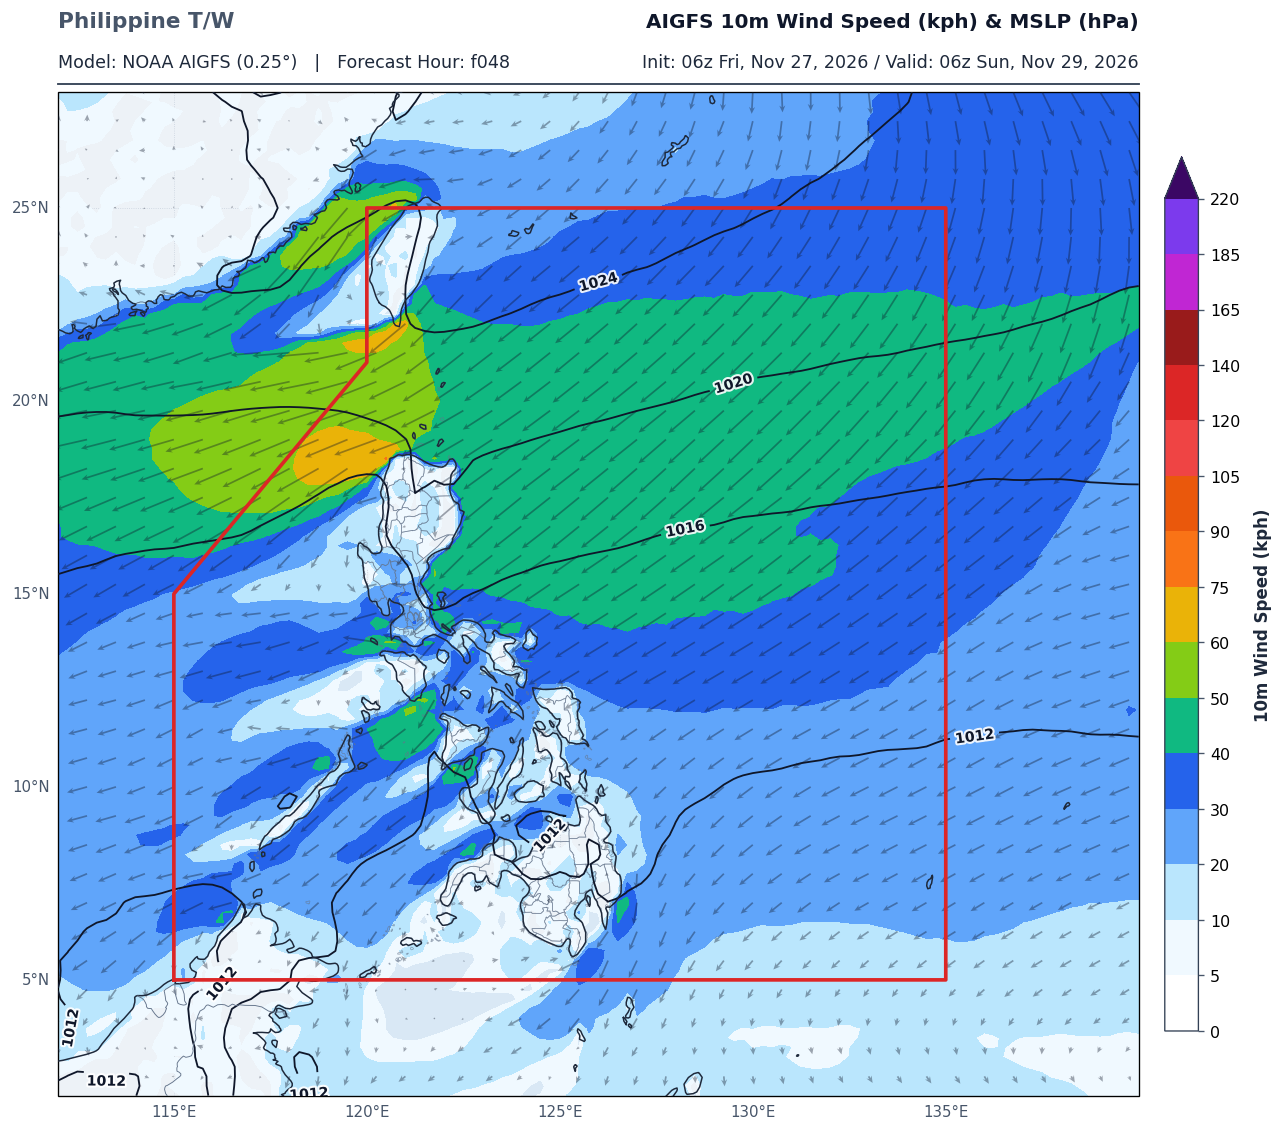 Philippine T/W
AIGFS 10m Wind Speed (kph) & MSLP (hPa)
Model: NOAA AIGFS (0.25°) | Forecast Hour: f048
Init: 06z Fri, Nov 27, 2026 / Valid: 06z Sun, Nov 29, 2026
25°N
20°N
15°N
10°N
5°N
115°E
120°E
125°E
130°E
135°E
1024
1020
1016
1012
1012
1012
1012
1012
1012
220
185
165
140
120
105
90
75
60
50
40
30
20
10
5
0
10m Wind Speed (kph)